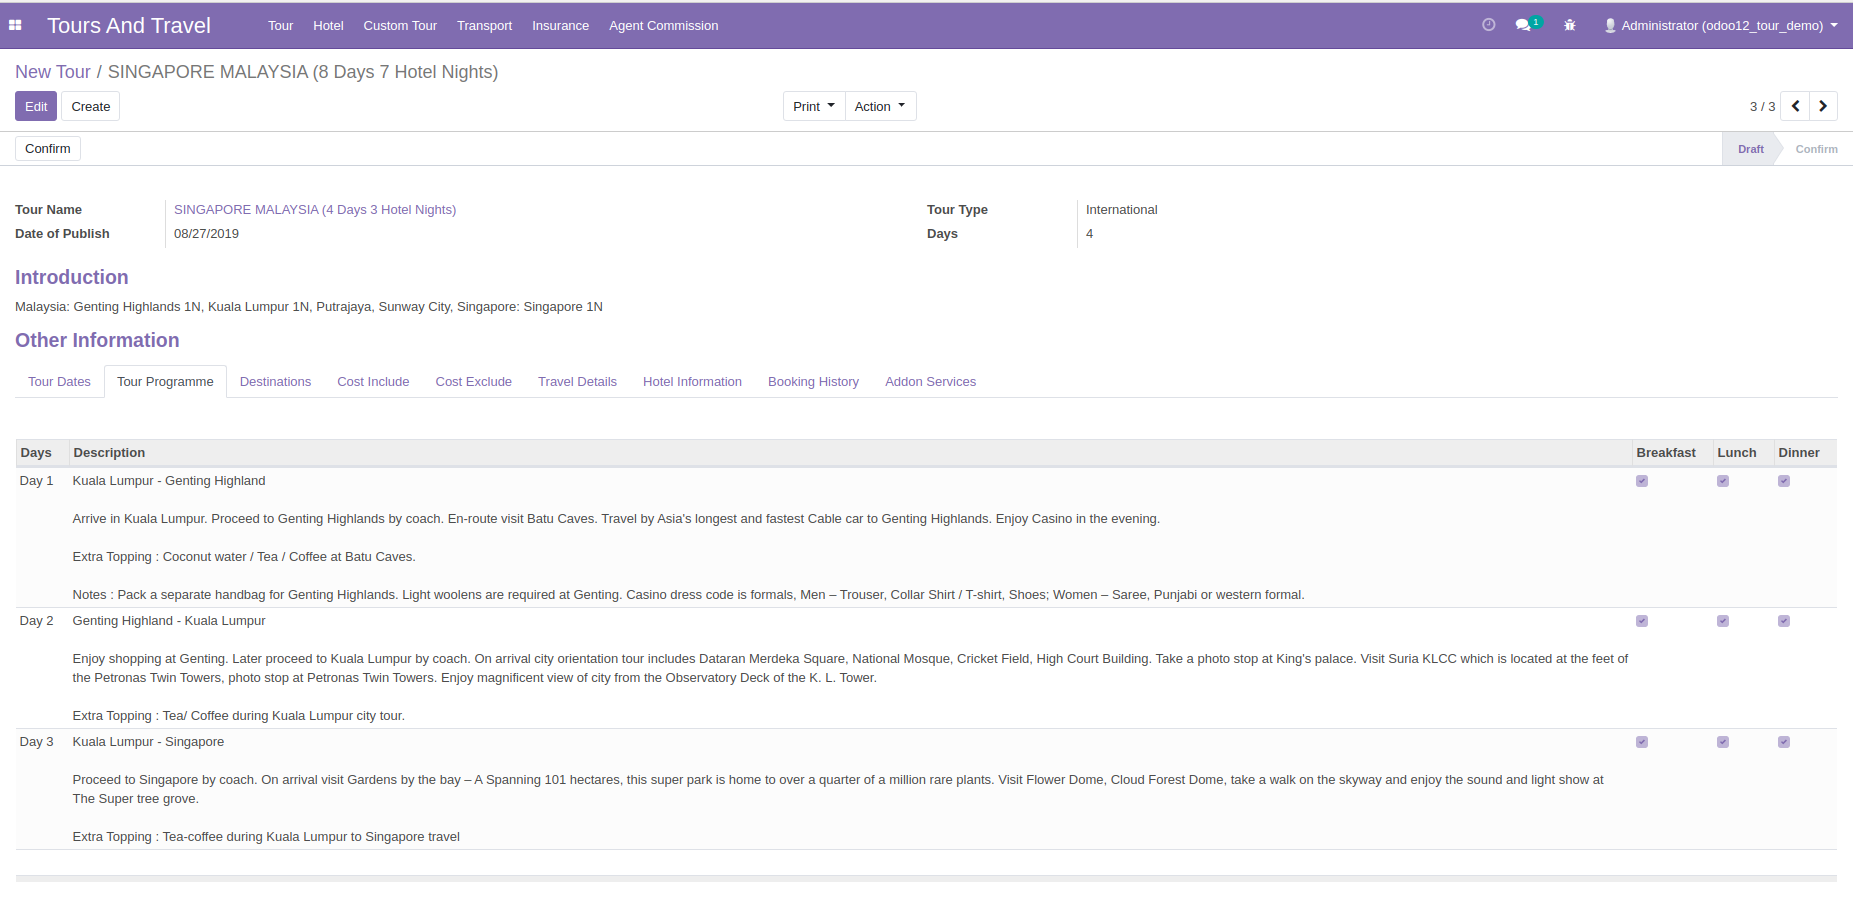 Tours And Travel
Tour Hotel Custom Tour Transport Insurance Agent Commission
1 Administrator (odoo12_tour_demo)
New Tour / SINGAPORE MALAYSIA (8 Days 7 Hotel Nights)
Edit Create Print Action 3 / 3
Confirm Draft Confirm
Tour Name SINGAPORE MALAYSIA (4 Days 3 Hotel Nights) Tour Type International
Date of Publish 08/27/2019 Days 4
Introduction
Malaysia: Genting Highlands 1N, Kuala Lumpur 1N, Putrajaya, Sunway City, Singapore: Singapore 1N
Other Information
Tour Dates Tour Programme Destinations Cost Include Cost Exclude Travel Details Hotel Information Booking History Addon Services
Days Description Breakfast Lunch Dinner
Day 1 Kuala Lumpur - Genting Highland
Arrive in Kuala Lumpur. Proceed to Genting Highlands by coach. En-route visit Batu Caves. Travel by Asia's longest and fastest Cable car to Genting Highlands. Enjoy Casino in the evening.
Extra Topping : Coconut water / Tea / Coffee at Batu Caves.
Notes : Pack a separate handbag for Genting Highlands. Light woolens are required at Genting. Casino dress code is formals, Men – Trouser, Collar Shirt / T-shirt, Shoes; Women – Saree, Punjabi or western formal.
Day 2 Genting Highland - Kuala Lumpur
Enjoy shopping at Genting. Later proceed to Kuala Lumpur by coach. On arrival city orientation tour includes Dataran Merdeka Square, National Mosque, Cricket Field, High Court Building. Take a photo stop at King's palace. Visit Suria KLCC which is located at the feet of
the Petronas Twin Towers, photo stop at Petronas Twin Towers. Enjoy magnificent view of city from the Observatory Deck of the K. L. Tower.
Extra Topping : Tea/ Coffee during Kuala Lumpur city tour.
Day 3 Kuala Lumpur - Singapore
Proceed to Singapore by coach. On arrival visit Gardens by the bay – A Spanning 101 hectares, this super park is home to over a quarter of a million rare plants. Visit Flower Dome, Cloud Forest Dome, take a walk on the skyway and enjoy the sound and light show at
The Super tree grove.
Extra Topping : Tea-coffee during Kuala Lumpur to Singapore travel